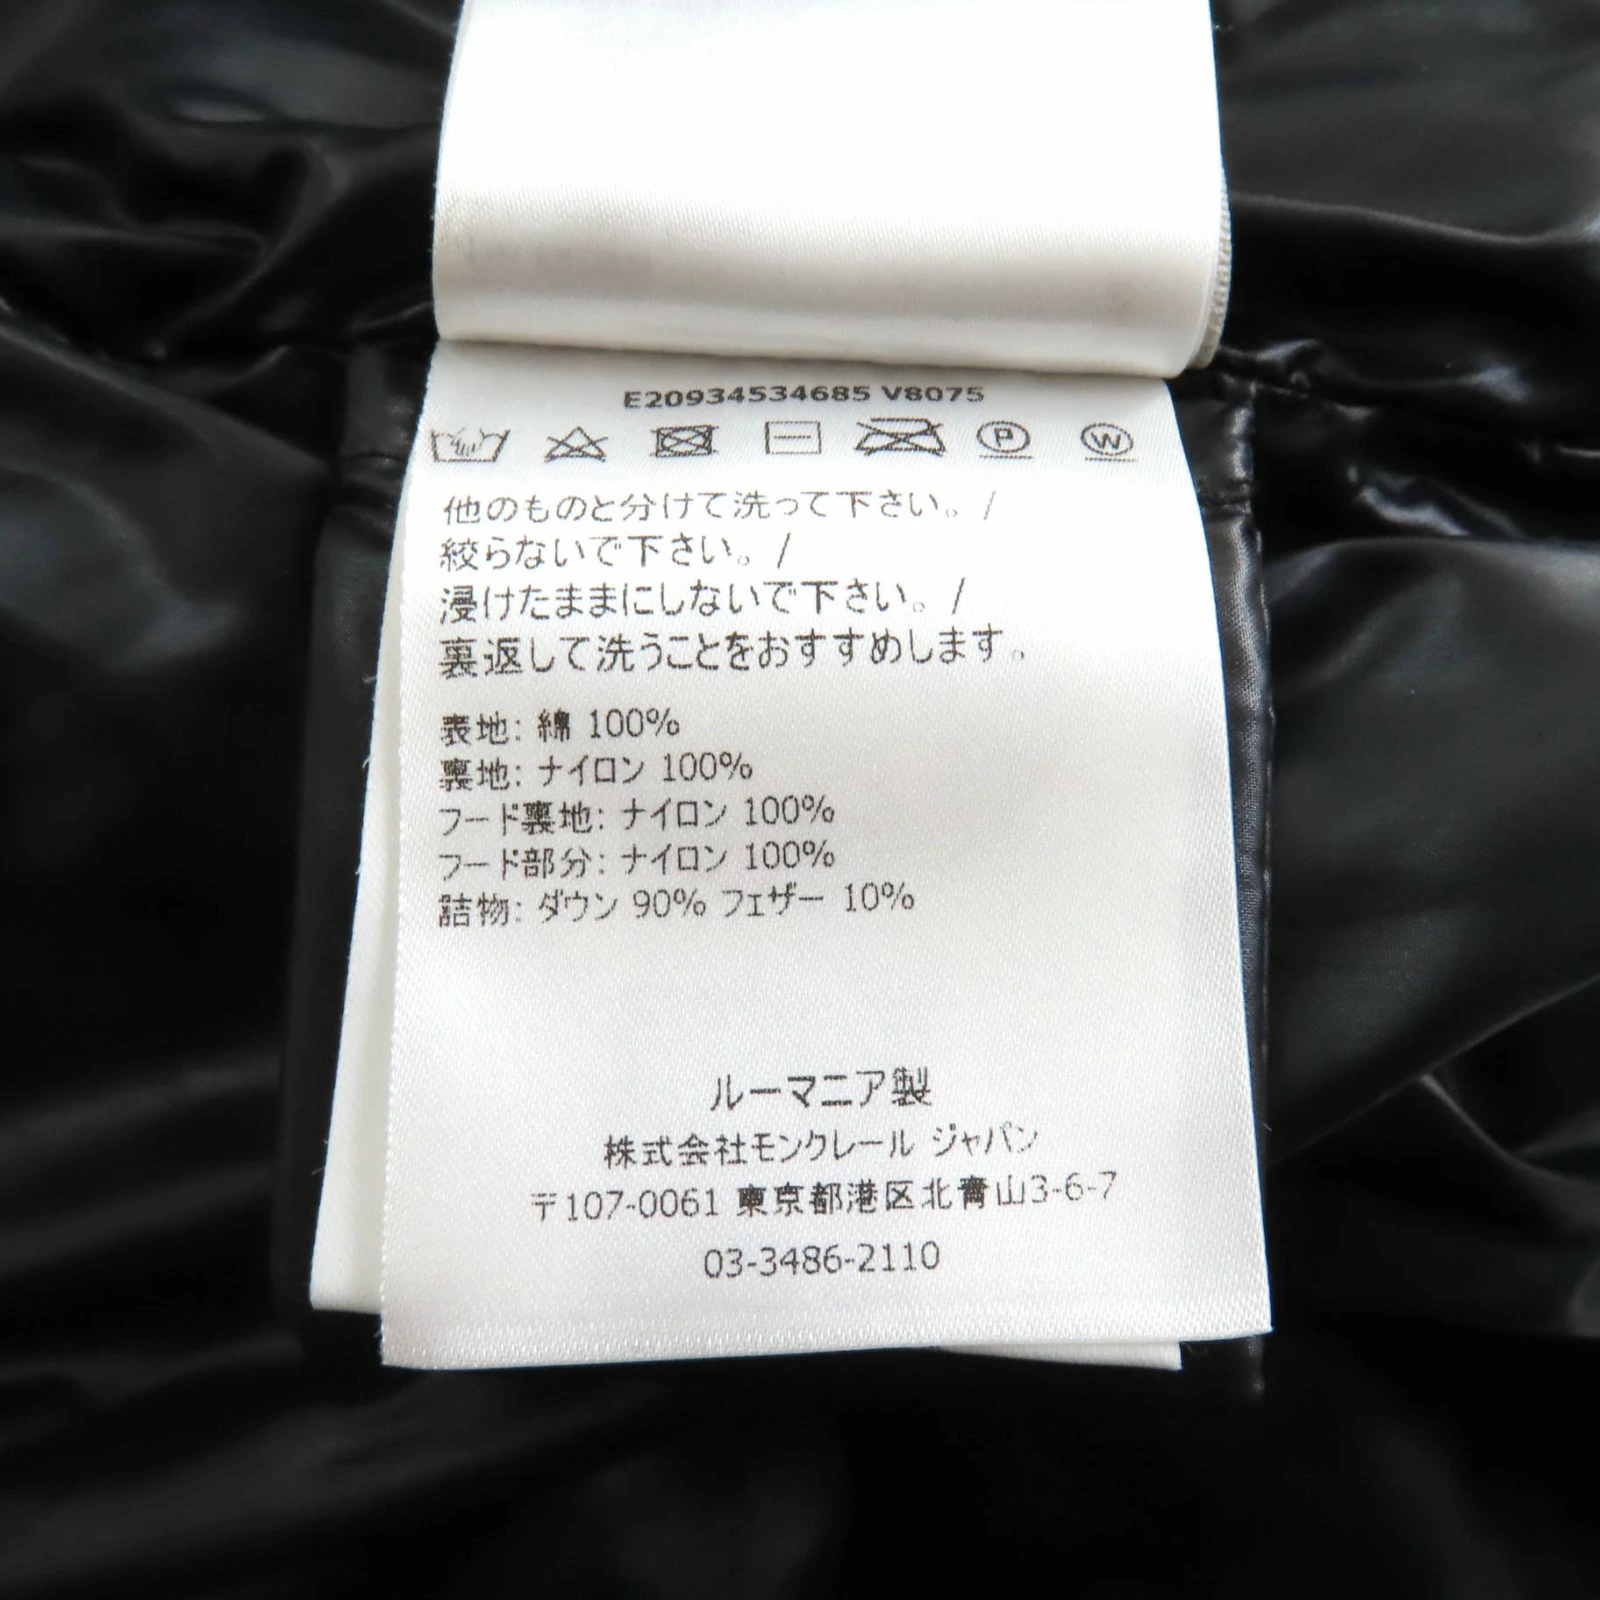 E20934534685 V8075
P W
他のものと分けて洗って下さい。/
絞らないで下さい。/
浸けたままにしないで下さい。/
裏返して洗うことをおすすめします。
表地: 綿 100%
裏地: ナイロン 100%
フード裏地: ナイロン 100%
フード部分: ナイロン 100%
詰物: ダウン 90% フェザー 10%
ルーマニア製
株式会社モンクレール ジャパン
〒107-0061 東京都港区北青山3-6-7
03-3486-2110